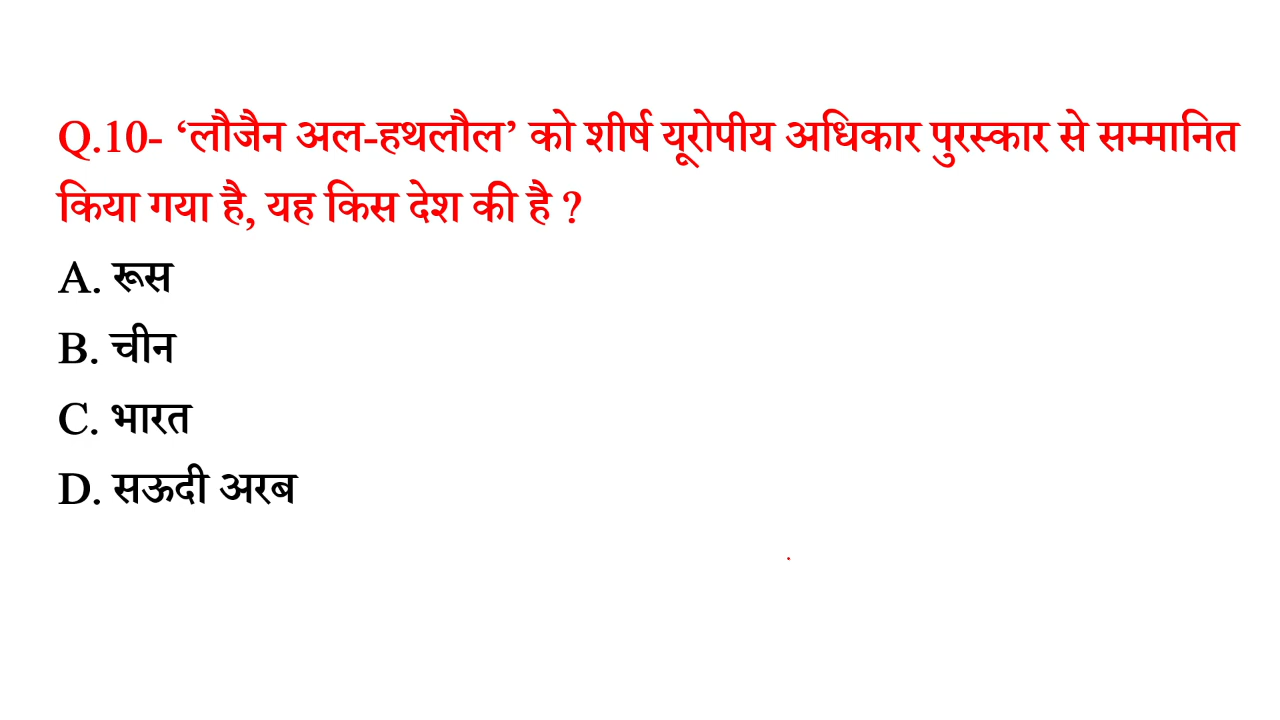 Q.10- ‘लौजैन अल-हथलौल’ को शीर्ष यूरोपीय अधिकार पुरस्कार से सम्मानित
किया गया है, यह किस देश की है ?
A. रूस
B. चीन
C. भारत
D. सऊदी अरब